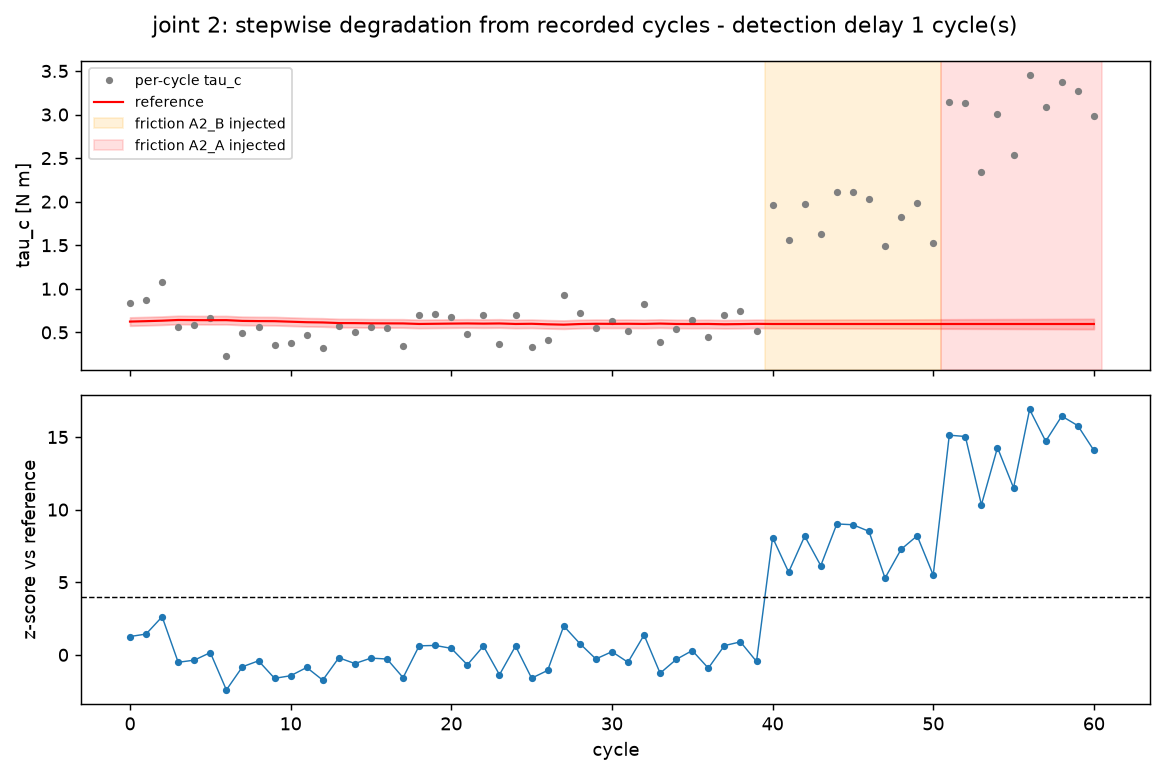 joint 2: stepwise degradation from recorded cycles - detection delay 1 cycle(s)
3.5
3.0
2.5
2.0
1.5
1.0
0.5
tau_c [N m]
per-cycle tau_c
reference
friction A2_B injected
friction A2_A injected
15
10
5
0
z-score vs reference
0
10
20
30
40
50
60
cycle